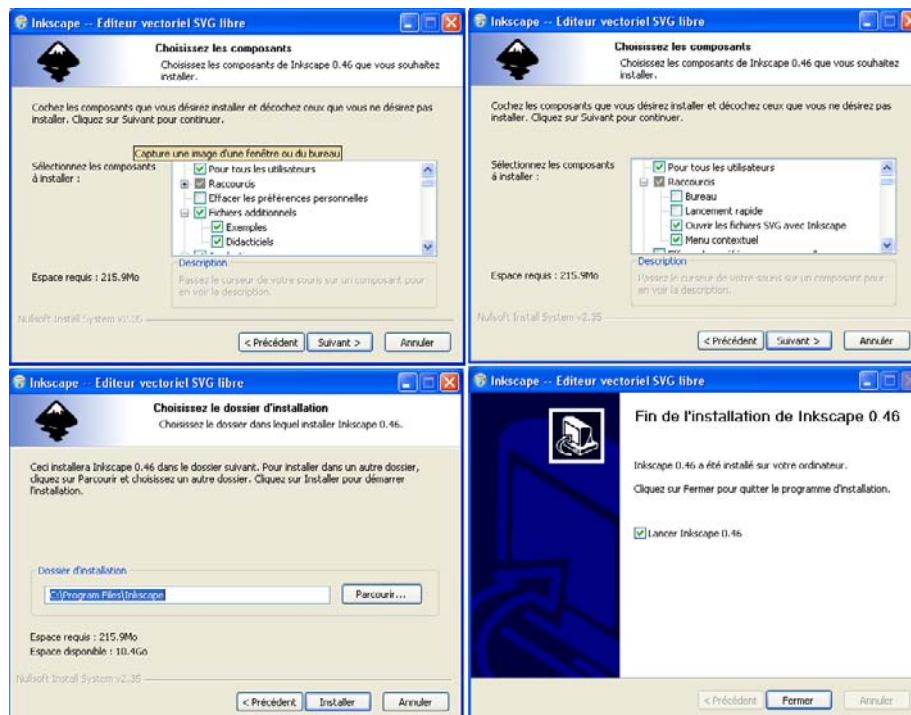 Inkscape -- Editeur vectoriel SVG libre
Choisissez les composants
Choisissez les composants de Inkscape 0.46 que vous souhaitez
installer.
Cochez les composants que vous désirez installer et décochez ceux que vous ne désirez pas
installer. Cliquez sur Suivant pour continuer.
Capture une image d'une fenêtre ou du bureau
Sélectionnez les composants
à installer :
Pour tous les utilisateurs
Raccourcis
Effacer les préférences personnelles
Fichiers additionnels
Exemples
Didacticiels
Espace requis : 215.9Mo
Description
Passez le curseur de votre souris sur un composant pour
en voir la description.
Nullsoft Install System v2.35
< Précédent
Suivant >
Annuler
Inkscape -- Editeur vectoriel SVG libre
Choisissez les composants
Choisissez les composants de Inkscape 0.46 que vous souhaitez
installer.
Cochez les composants que vous désirez installer et décochez ceux que vous ne désirez pas
installer. Cliquez sur Suivant pour continuer.
Sélectionnez les composants
à installer :
Pour tous les utilisateurs
Raccourcis
Bureau
Lancement rapide
Ouvrir les fichiers SVG avec Inkscape
Menu contextuel
Espace requis : 215.9Mo
Description
Passez le curseur de votre souris sur un composant pour
en voir la description.
Nullsoft Install System v2.35
< Précédent
Suivant >
Annuler
Inkscape -- Editeur vectoriel SVG libre
Choisissez le dossier d'installation
Choisissez le dossier dans lequel installer Inkscape 0.46.
Ceci installera Inkscape 0.46 dans le dossier suivant. Pour installer dans un autre dossier,
cliquez sur Parcourir et choisissez un autre dossier. Cliquez sur Installer pour démarrer
l'installation.
Dossier d'installation
C:\Program Files\Inkscape
Parcourir...
Espace requis : 215.9Mo
Espace disponible : 10.4Go
Nullsoft Install System v2.35
< Précédent
Installer
Annuler
Inkscape -- Editeur vectoriel SVG libre
Fin de l'installation de Inkscape 0.46
Inkscape 0.46 a été installé sur votre ordinateur.
Cliquez sur Fermer pour quitter le programme d'installation.
Lancer Inkscape 0.46
< Précédent
Fermer
Annuler